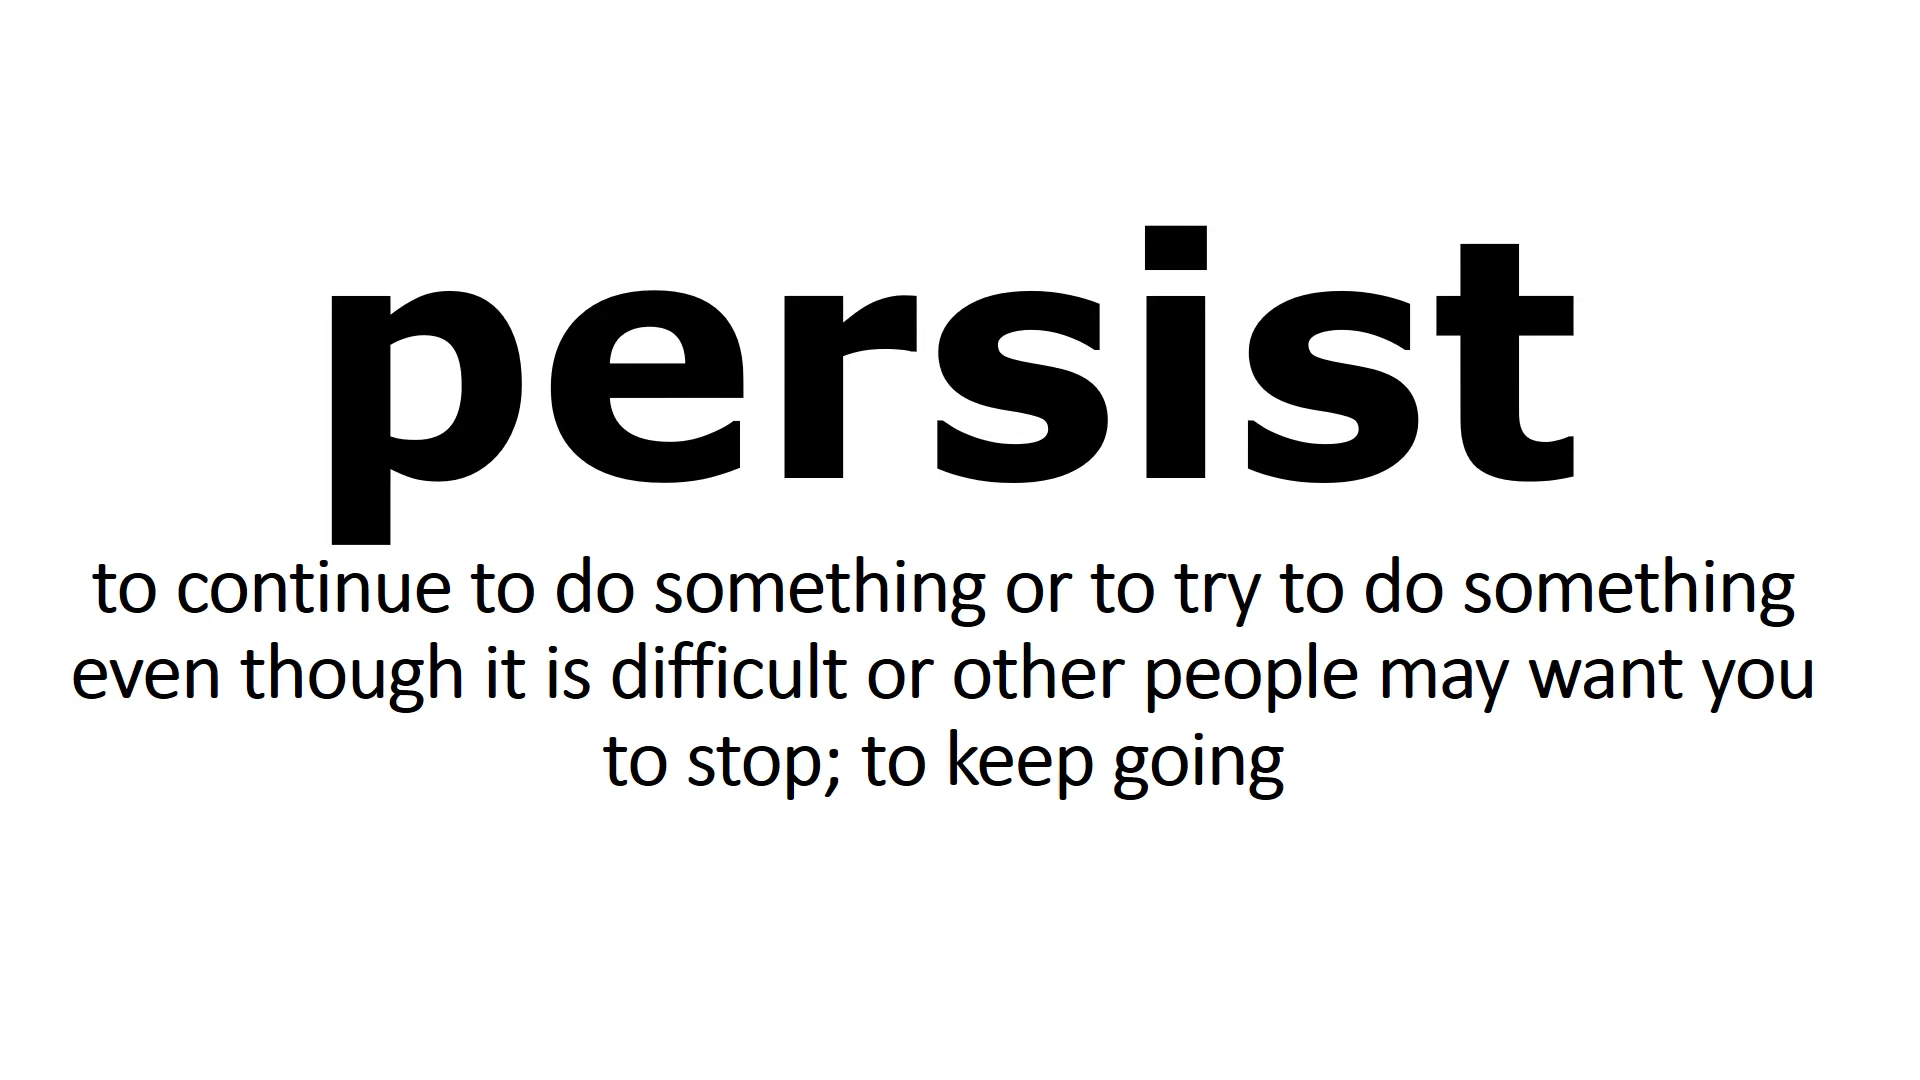 persist
to continue to do something or to try to do something
even though it is difficult or other people may want you
to stop; to keep going